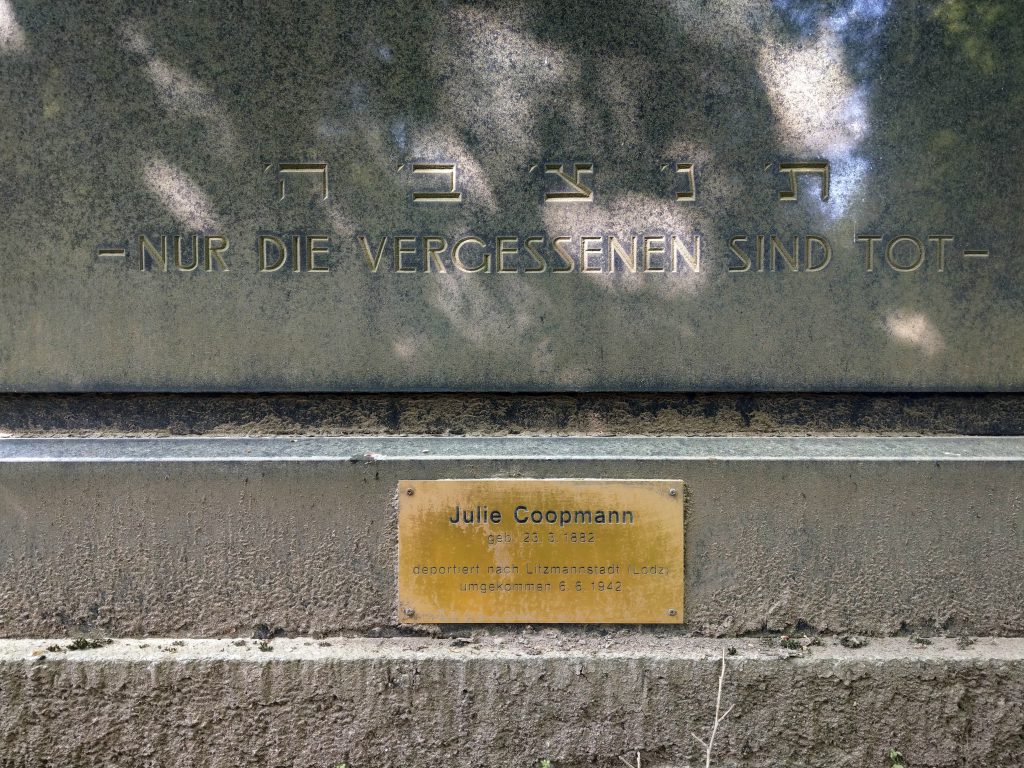 ת' נ' צ' ב' ה'
– NUR DIE VERGESSENEN SIND TOT –
Julie Coopmann
geb. 23. 3. 1882
deportiert nach Litzmannstadt (Lodz)
umgekommen 6. 6. 1942